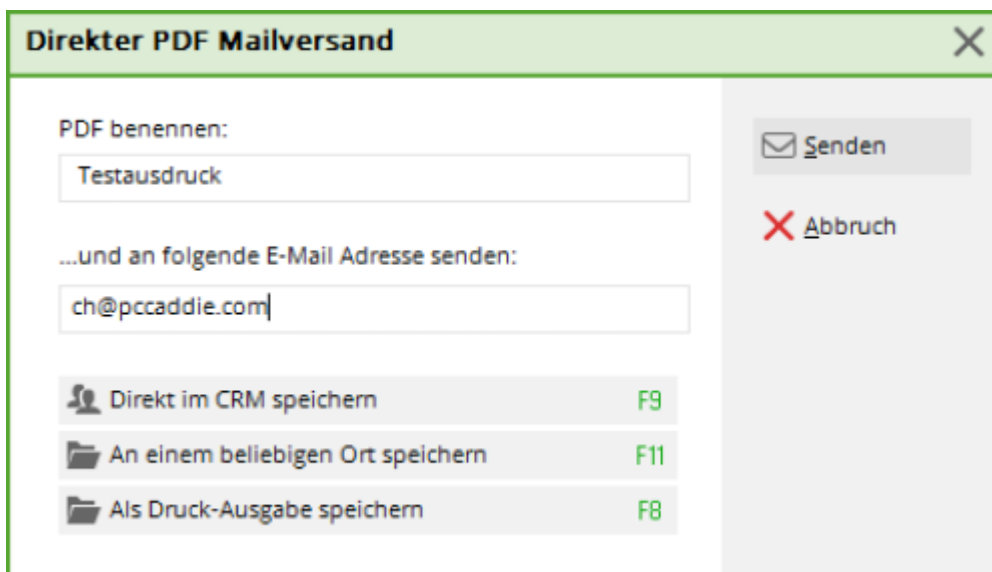 Direkter PDF Mailversand
PDF benennen:
Testausdruck
...und an folgende E-Mail Adresse senden:
ch@pccaddie.com
Direkt im CRM speichern F9
An einem beliebigen Ort speichern F11
Als Druck-Ausgabe speichern F8
Senden
Abbruch